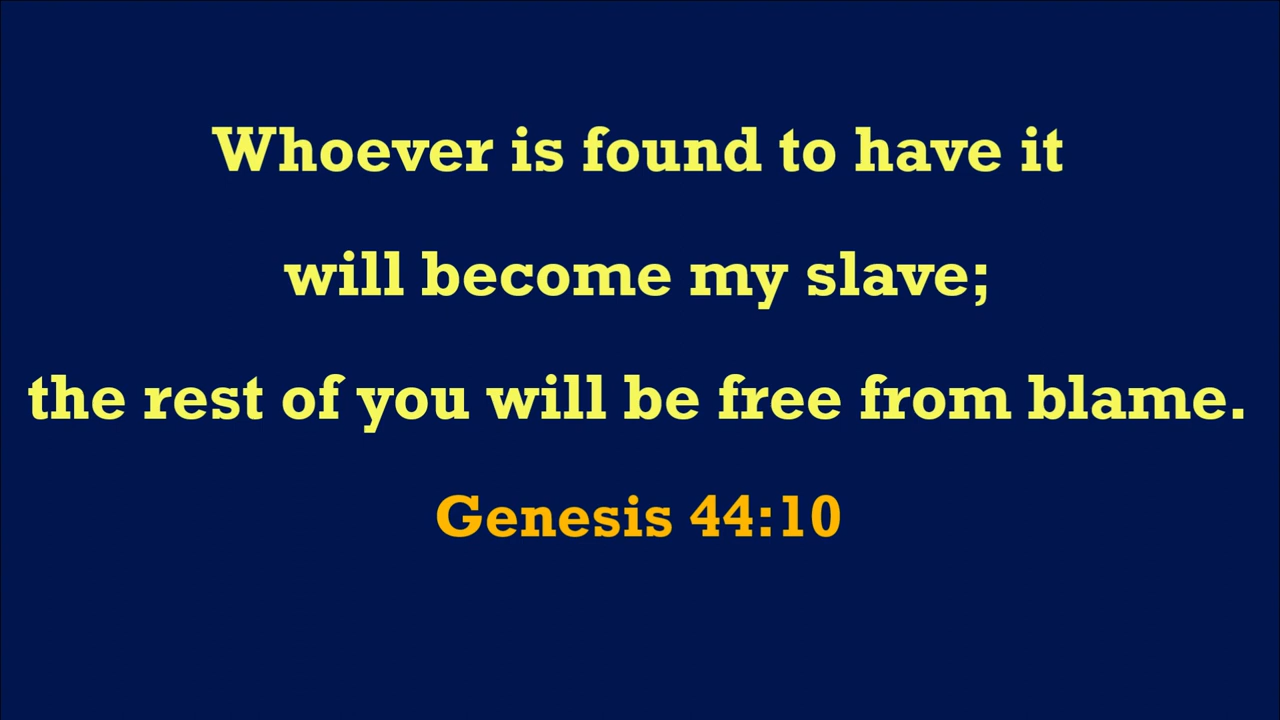 Whoever is found to have it
will become my slave;
the rest of you will be free from blame.
Genesis 44:10